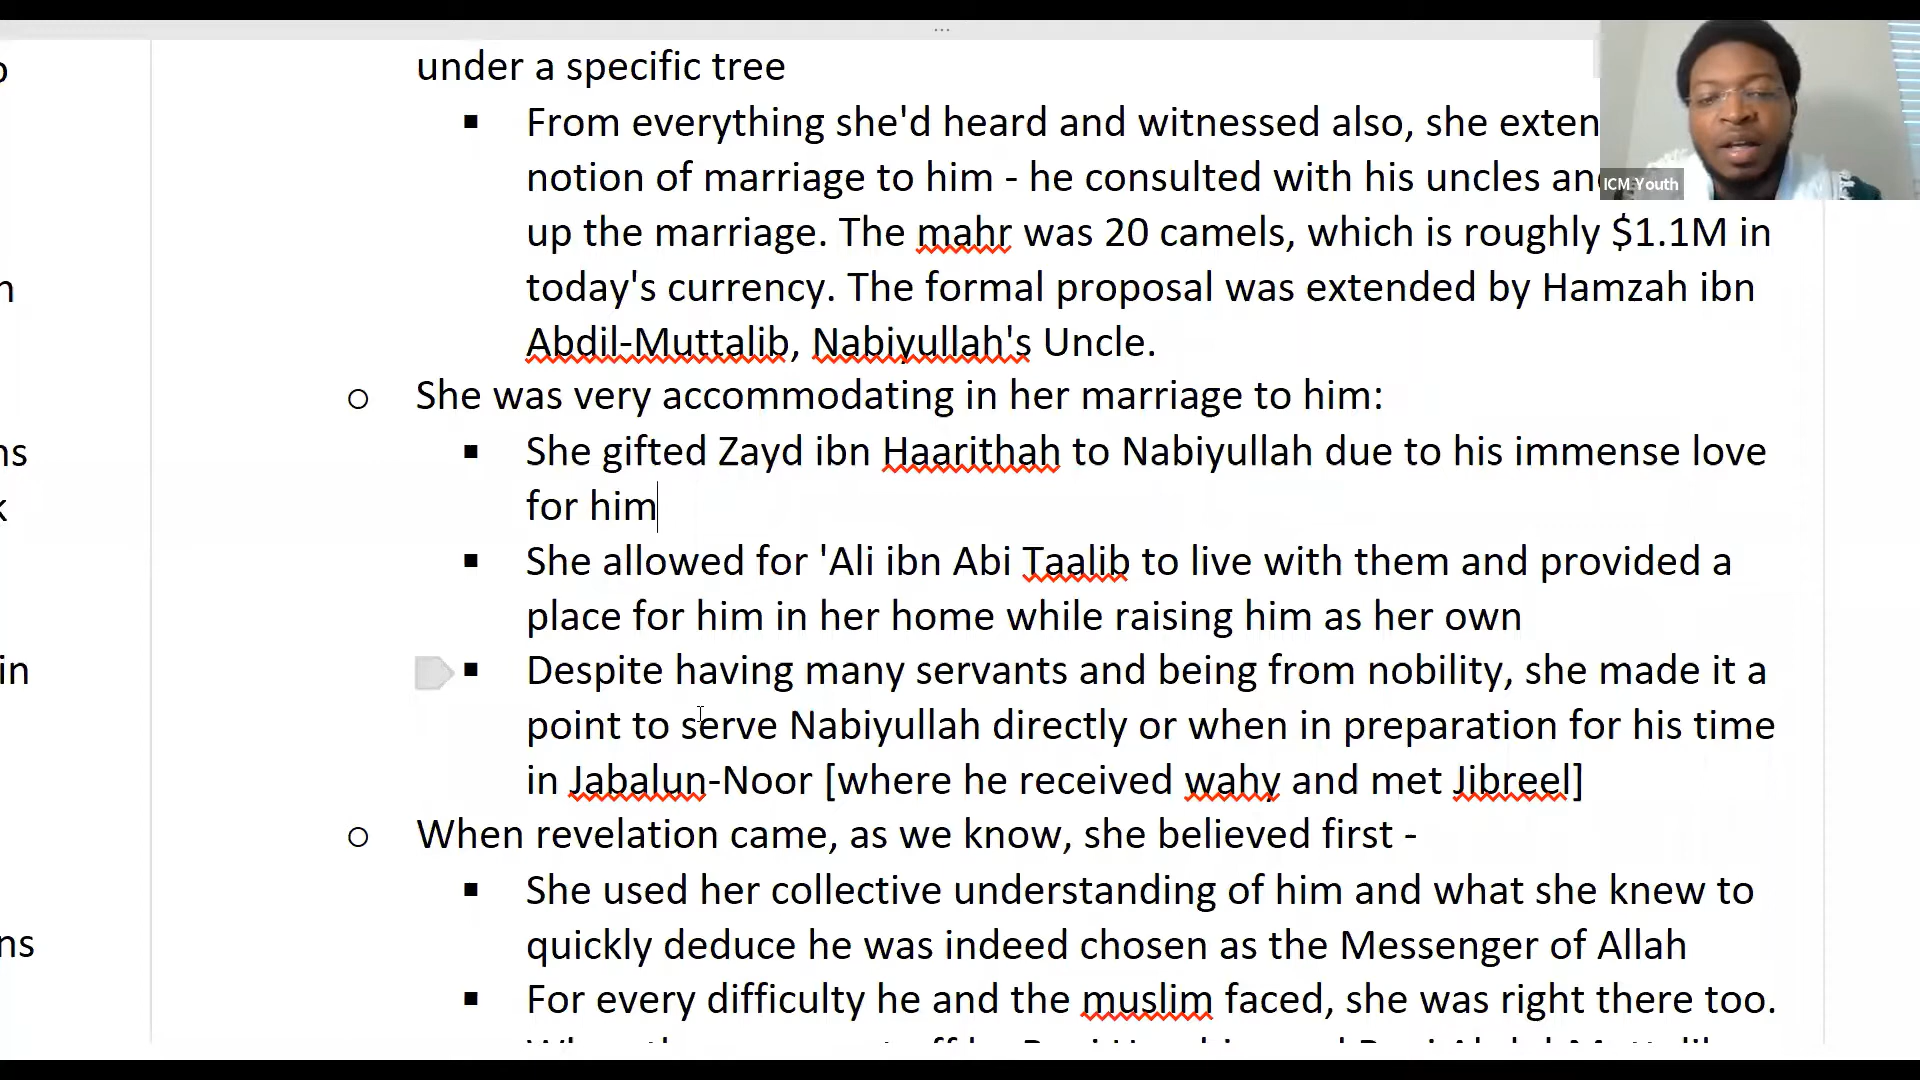 under a specific tree
ICM Youth
▪ From everything she'd heard and witnessed also, she exten
notion of marriage to him - he consulted with his uncles
up the marriage. The mahr was 20 camels, which is roughly $1.1M in
today's currency. The formal proposal was extended by Hamzah ibn
Abdil-Muttalib, Nabiyullah's Uncle.
o She was very accommodating in her marriage to him:
▪ She gifted Zayd ibn Haarithah to Nabiyullah due to his immense love
for him
▪ She allowed for 'Ali ibn Abi Taalib to live with them and provided a
place for him in her home while raising him as her own
▪ Despite having many servants and being from nobility, she made it a
point to serve Nabiyullah directly or when in preparation for his time
in Jabalun-Noor [where he received wahy and met Jibreel]
o When revelation came, as we know, she believed first -
▪ She used her collective understanding of him and what she knew to
quickly deduce he was indeed chosen as the Messenger of Allah
▪ For every difficulty he and the muslim faced, she was right there too.